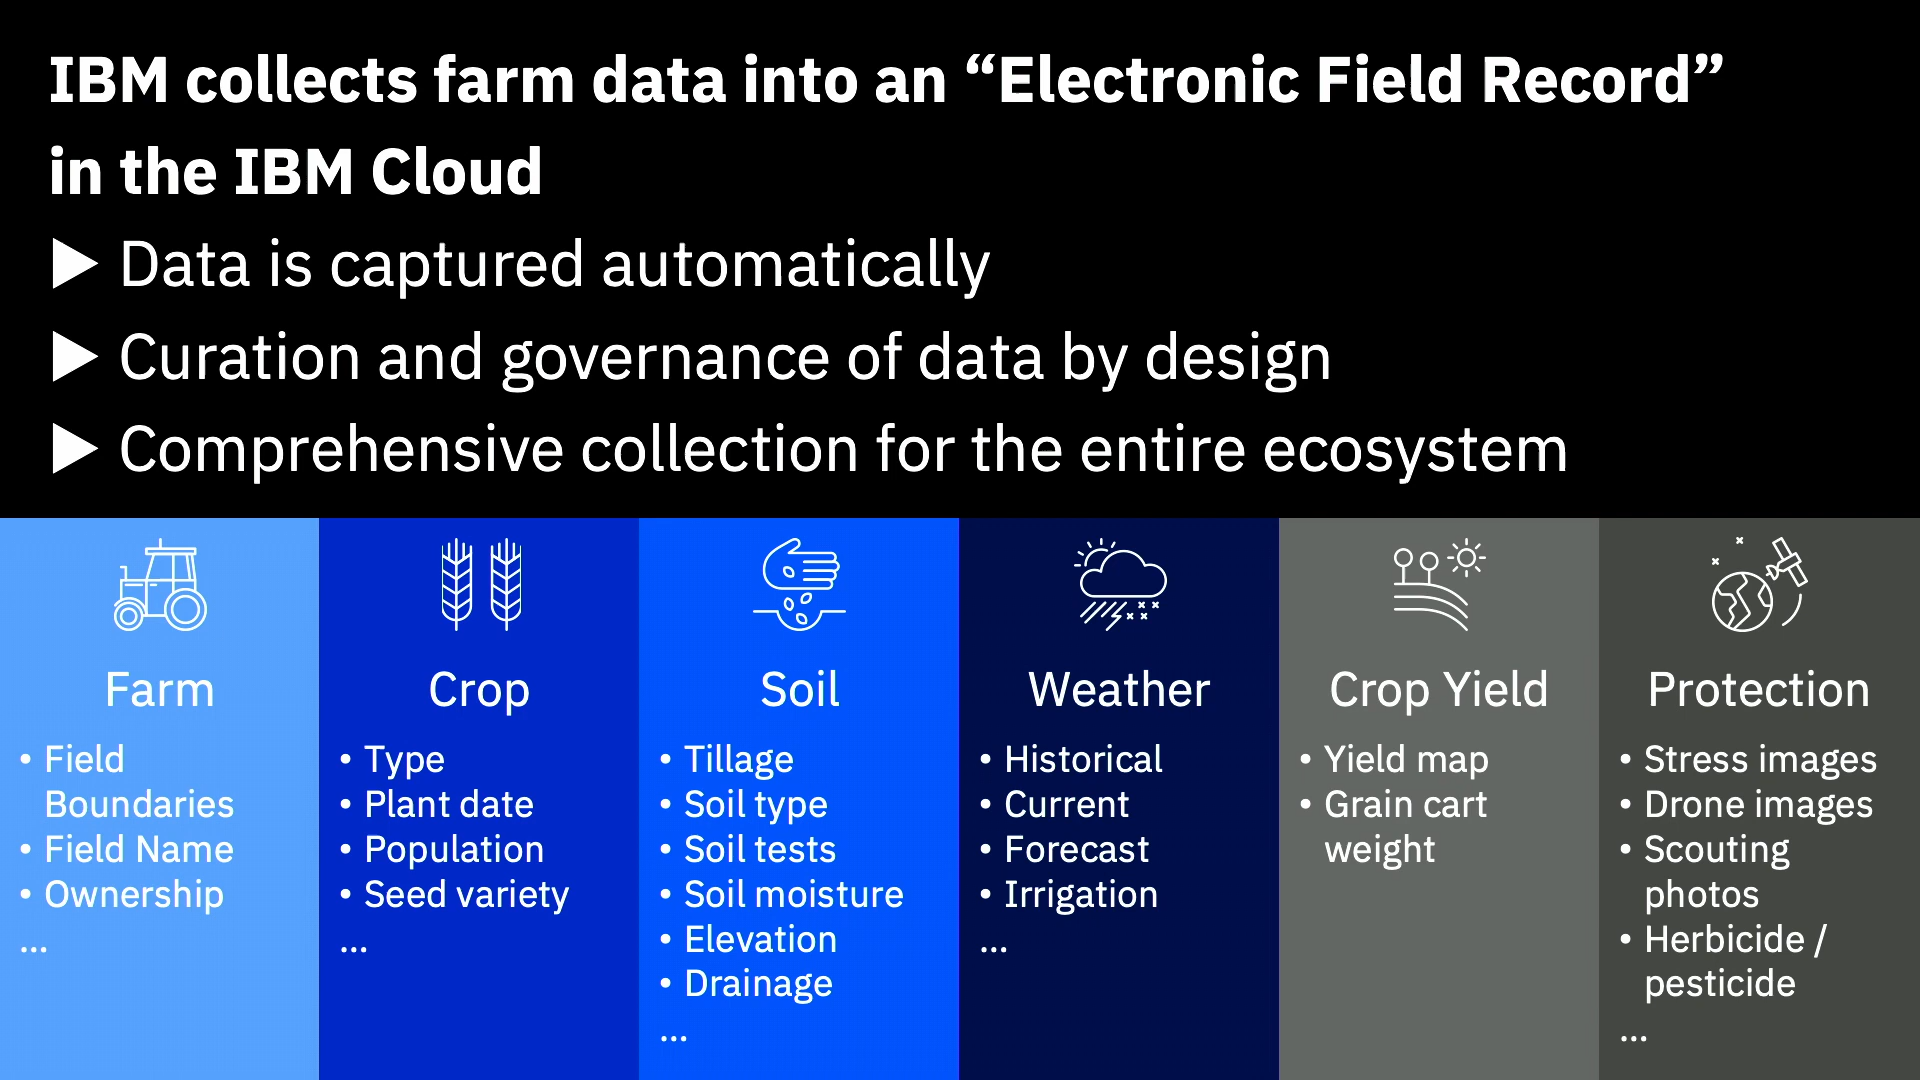 IBM collects farm data into an “Electronic Field Record”
in the IBM Cloud
▶ Data is captured automatically
▶ Curation and governance of data by design
▶ Comprehensive collection for the entire ecosystem
Farm
• Field
Boundaries
• Field Name
• Ownership
...
Crop
• Type
• Plant date
• Population
• Seed variety
...
Soil
• Tillage
• Soil type
• Soil tests
• Soil moisture
• Elevation
• Drainage
...
Weather
• Historical
• Current
• Forecast
• Irrigation
...
Crop Yield
• Yield map
• Grain cart
weight
Protection
• Stress images
• Drone images
• Scouting
photos
• Herbicide /
pesticide
...